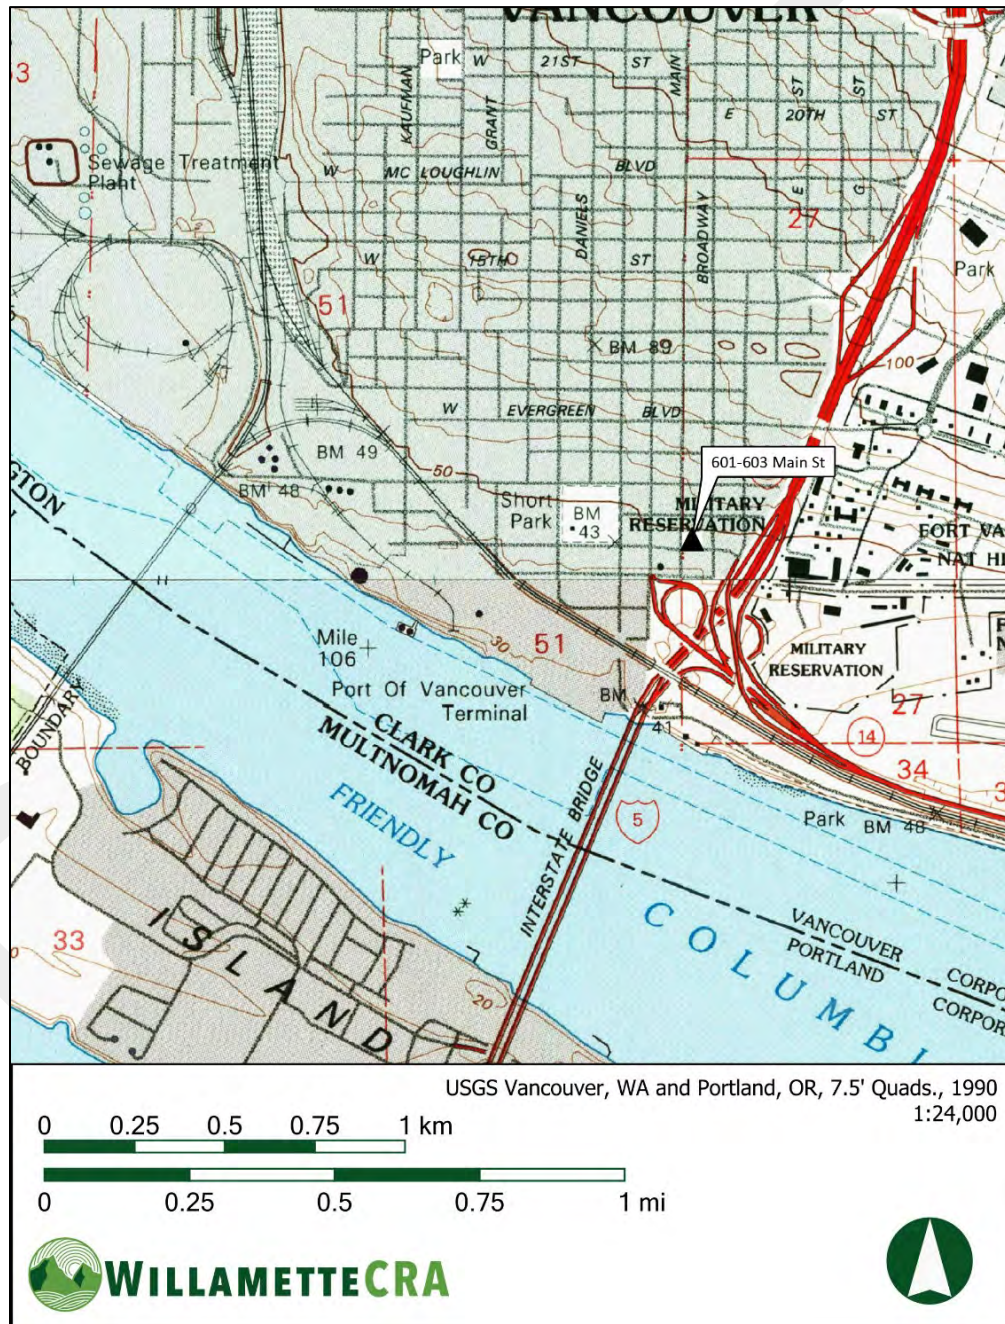 VANCOUVER
Park
W 21ST ST
MAIN
ST
ST
53
KAUFMAN
GRANT
E 20TH ST
Sewage Treatment
Plant
W MC LOUGHLIN BLVD
E
G
DANIELS
BROADWAY
27
W 15TH ST
Park
51
BM 89
100
W EVERGREEN BLVD
BM 49
50
601-603 Main St
BM 48
Short
Park
BM
43
MILITARY
RESERVATION
FORT VA
NAT HI
GTON
Mile
106
30
51
MILITARY
RESERVATION
Port Of Vancouver
Terminal
BM
41
27
14
BOUNDARY
CLARK CO
MULTNOMAH CO
34
3
FRIENDLY
INTERSTATE BRIDGE
5
Park
BM 48
33
0
ISLAND
20
COLUMBI
VANCOUVER
PORTLAND
CORPO
CORPOR
USGS Vancouver, WA and Portland, OR, 7.5' Quads., 1990
1:24,000
0 0.25 0.5 0.75 1 km
0 0.25 0.5 0.75 1 mi
WILLAMETTECRA